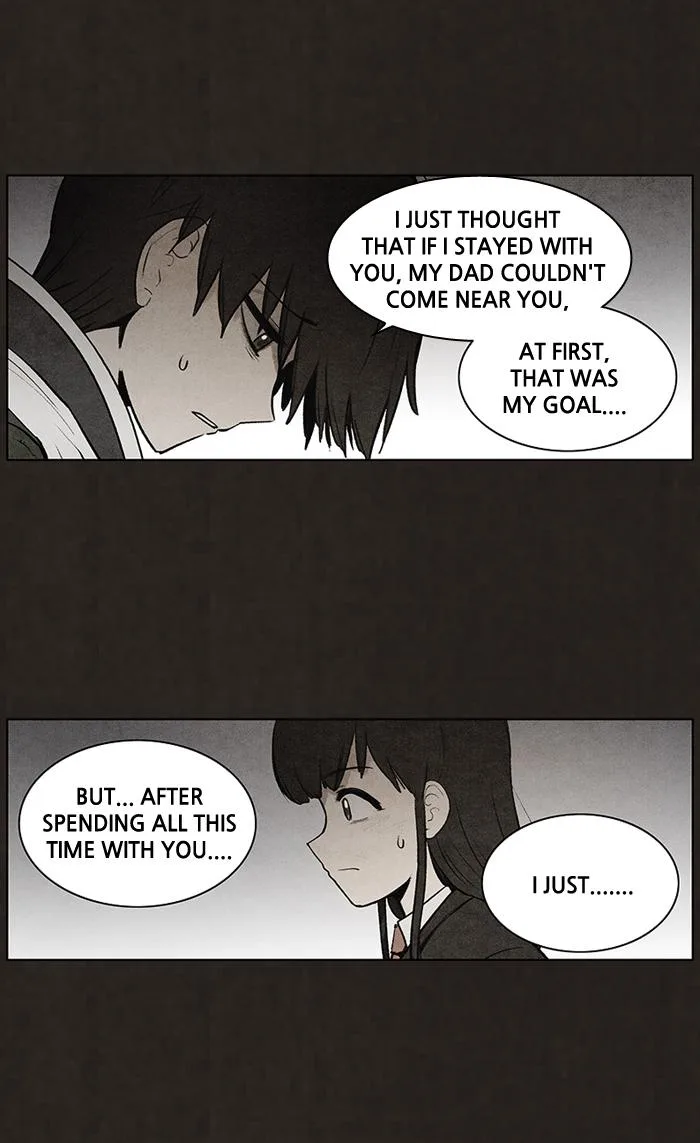 I JUST THOUGHT
THAT IF I STAYED WITH
YOU, MY DAD COULDN'T
COME NEAR YOU,
AT FIRST,
THAT WAS
MY GOAL....
BUT... AFTER
SPENDING ALL THIS
TIME WITH YOU....
I JUST.......